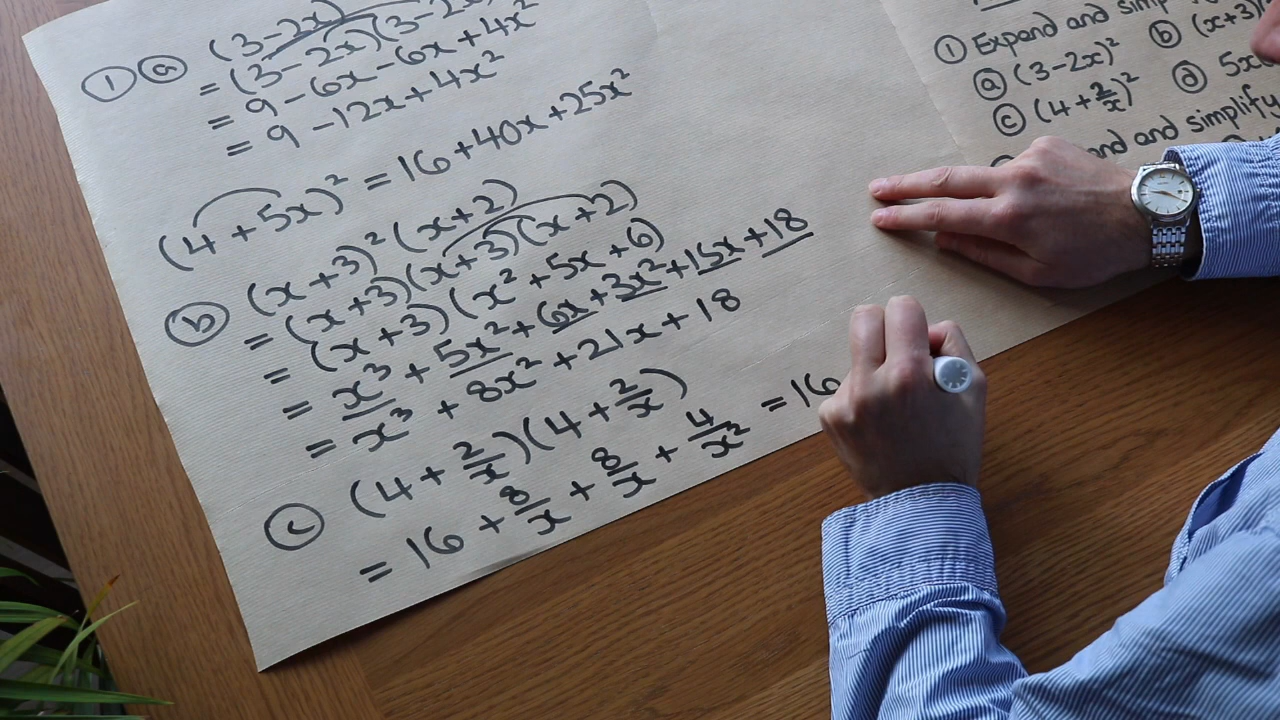 ① ⓐ (3-2x)
= (3-2x)(3-2x
= 9-6x-6x+4x²
= 9-12x+4x²
(4+5x)² = 16+40x+25x²
ⓑ (x+3)²(x+2)
= (x+3)(x+3)(x+2)
= (x+3)(x²+5x+6)
= x³+5x²+6x+3x²+15x+18
= x³+8x²+21x+18
ⓒ (4+2/x)(4+2/x)
= 16+8/x+8/x+4/x² =16
① Expand and simp
ⓐ (3-2x)² ⓑ (x+3)
ⓒ (4+2/x)² ⓓ 5x
and simplify